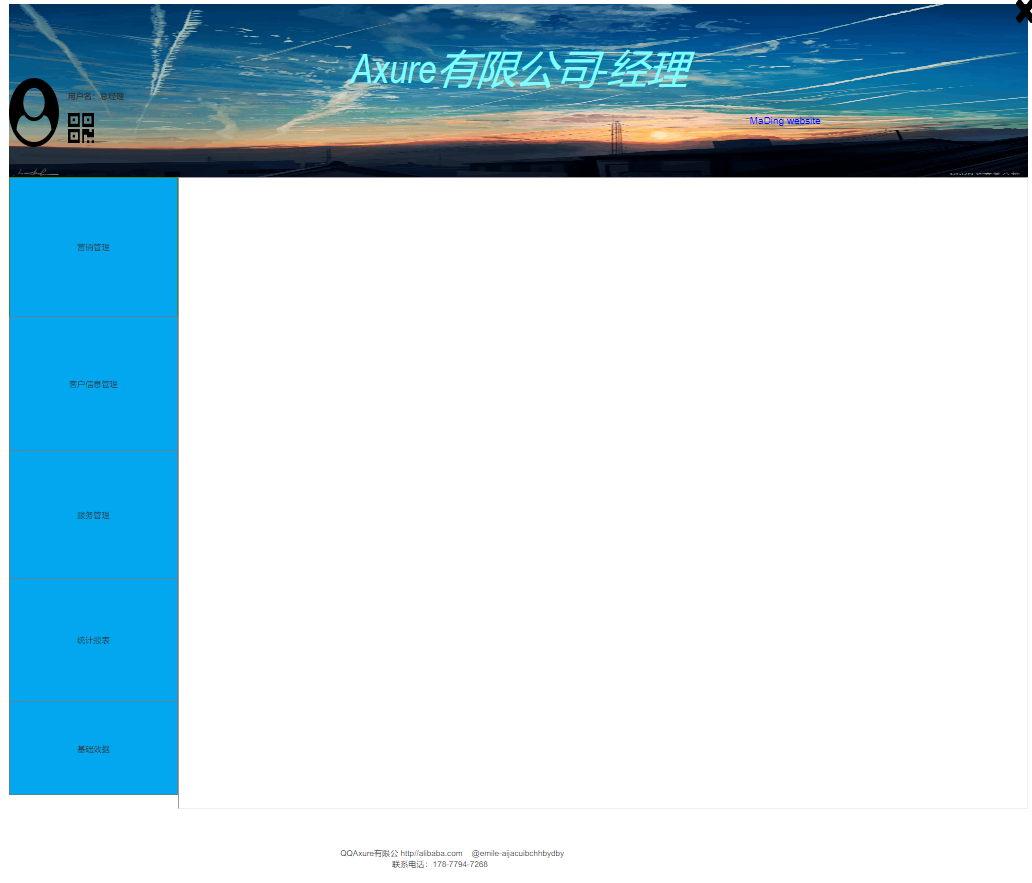 Axure有限公司-经理
用户名：总经理
MaDing website
营销管理
客户信息管理
服务管理
统计报表
基础数据
QQAxure有限公 http//alibaba.com @emile-aijacuibchhbydby
联系电话：178-7794-7268